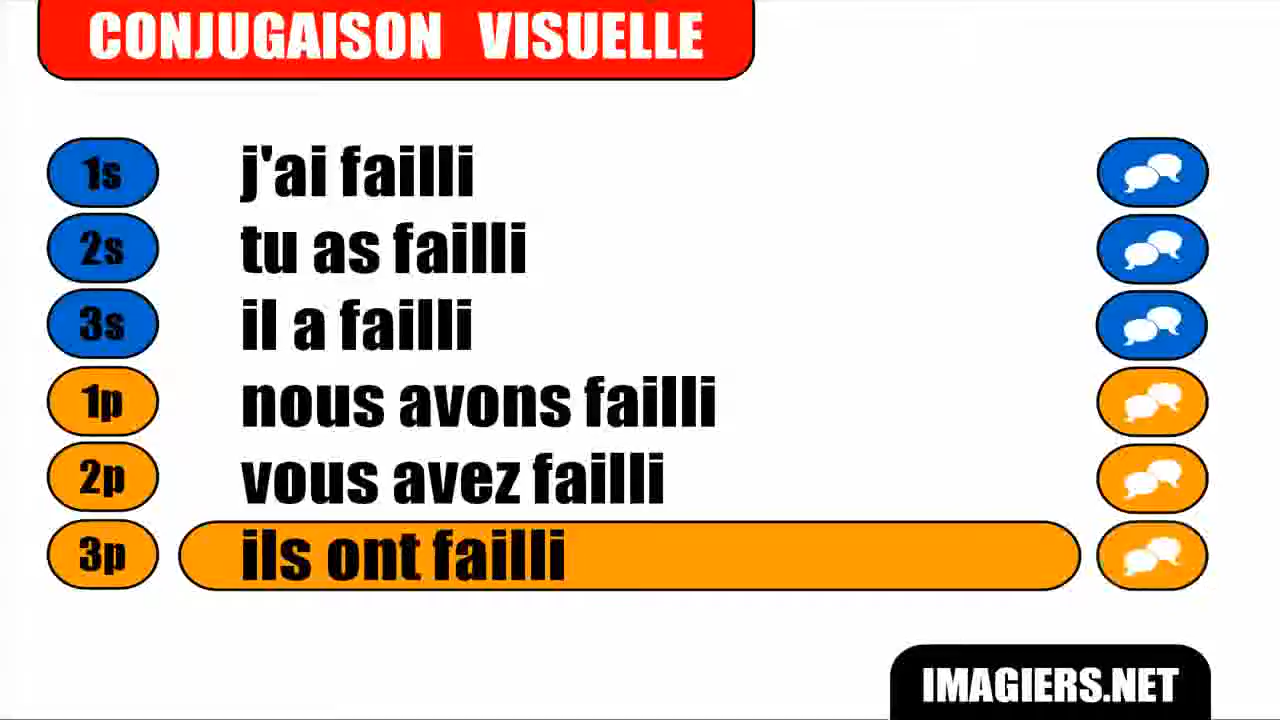 CONJUGAISON VISUELLE
1s j'ai failli
2s tu as failli
3s il a failli
1p nous avons failli
2p vous avez failli
3p ils ont failli
IMAGIERS.NET